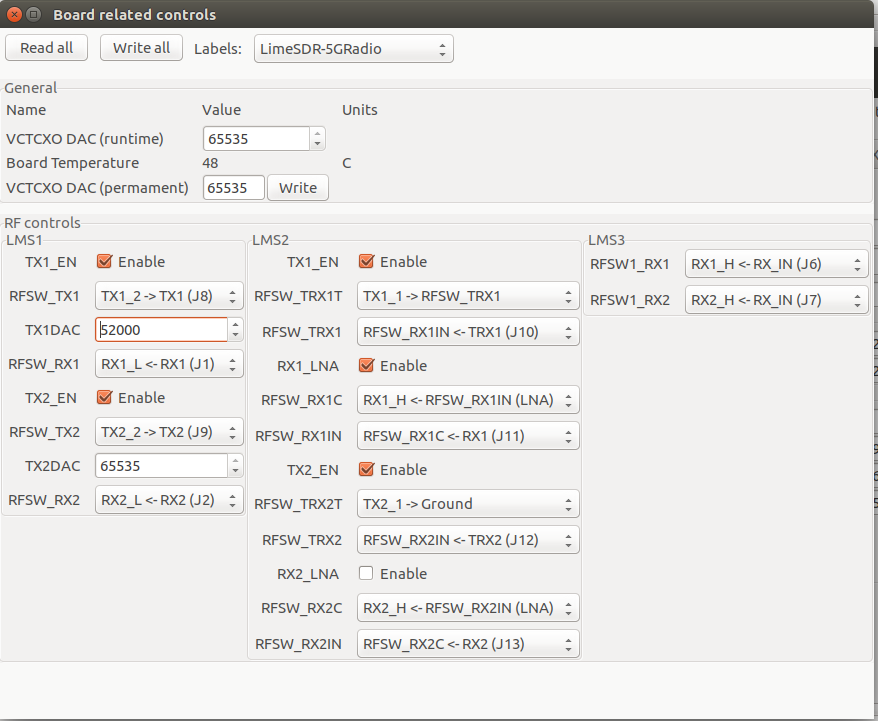 Board related controls
Read all Write all Labels: LimeSDR-5GRadio
General
Name Value Units
VCTCXO DAC (runtime) 65535
Board Temperature 48 C
VCTCXO DAC (permament) 65535 Write
RF controls
LMS1
TX1_EN Enable
RFSW_TX1 TX1_2 -> TX1 (J8)
TX1DAC 52000
RFSW_RX1 RX1_L <- RX1 (J1)
TX2_EN Enable
RFSW_TX2 TX2_2 -> TX2 (J9)
TX2DAC 65535
RFSW_RX2 RX2_L <- RX2 (J2)
LMS2
TX1_EN Enable
RFSW_TRX1T TX1_1 -> RFSW_TRX1
RFSW_TRX1 RFSW_RX1IN <- TRX1 (J10)
RX1_LNA Enable
RFSW_RX1C RX1_H <- RFSW_RX1IN (LNA)
RFSW_RX1IN RFSW_RX1C <- RX1 (J11)
TX2_EN Enable
RFSW_TRX2T TX2_1 -> Ground
RFSW_TRX2 RFSW_RX2IN <- TRX2 (J12)
RX2_LNA Enable
RFSW_RX2C RX2_H <- RFSW_RX2IN (LNA)
RFSW_RX2IN RFSW_RX2C <- RX2 (J13)
LMS3
RFSW1_RX1 RX1_H <- RX_IN (J6)
RFSW1_RX2 RX2_H <- RX_IN (J7)